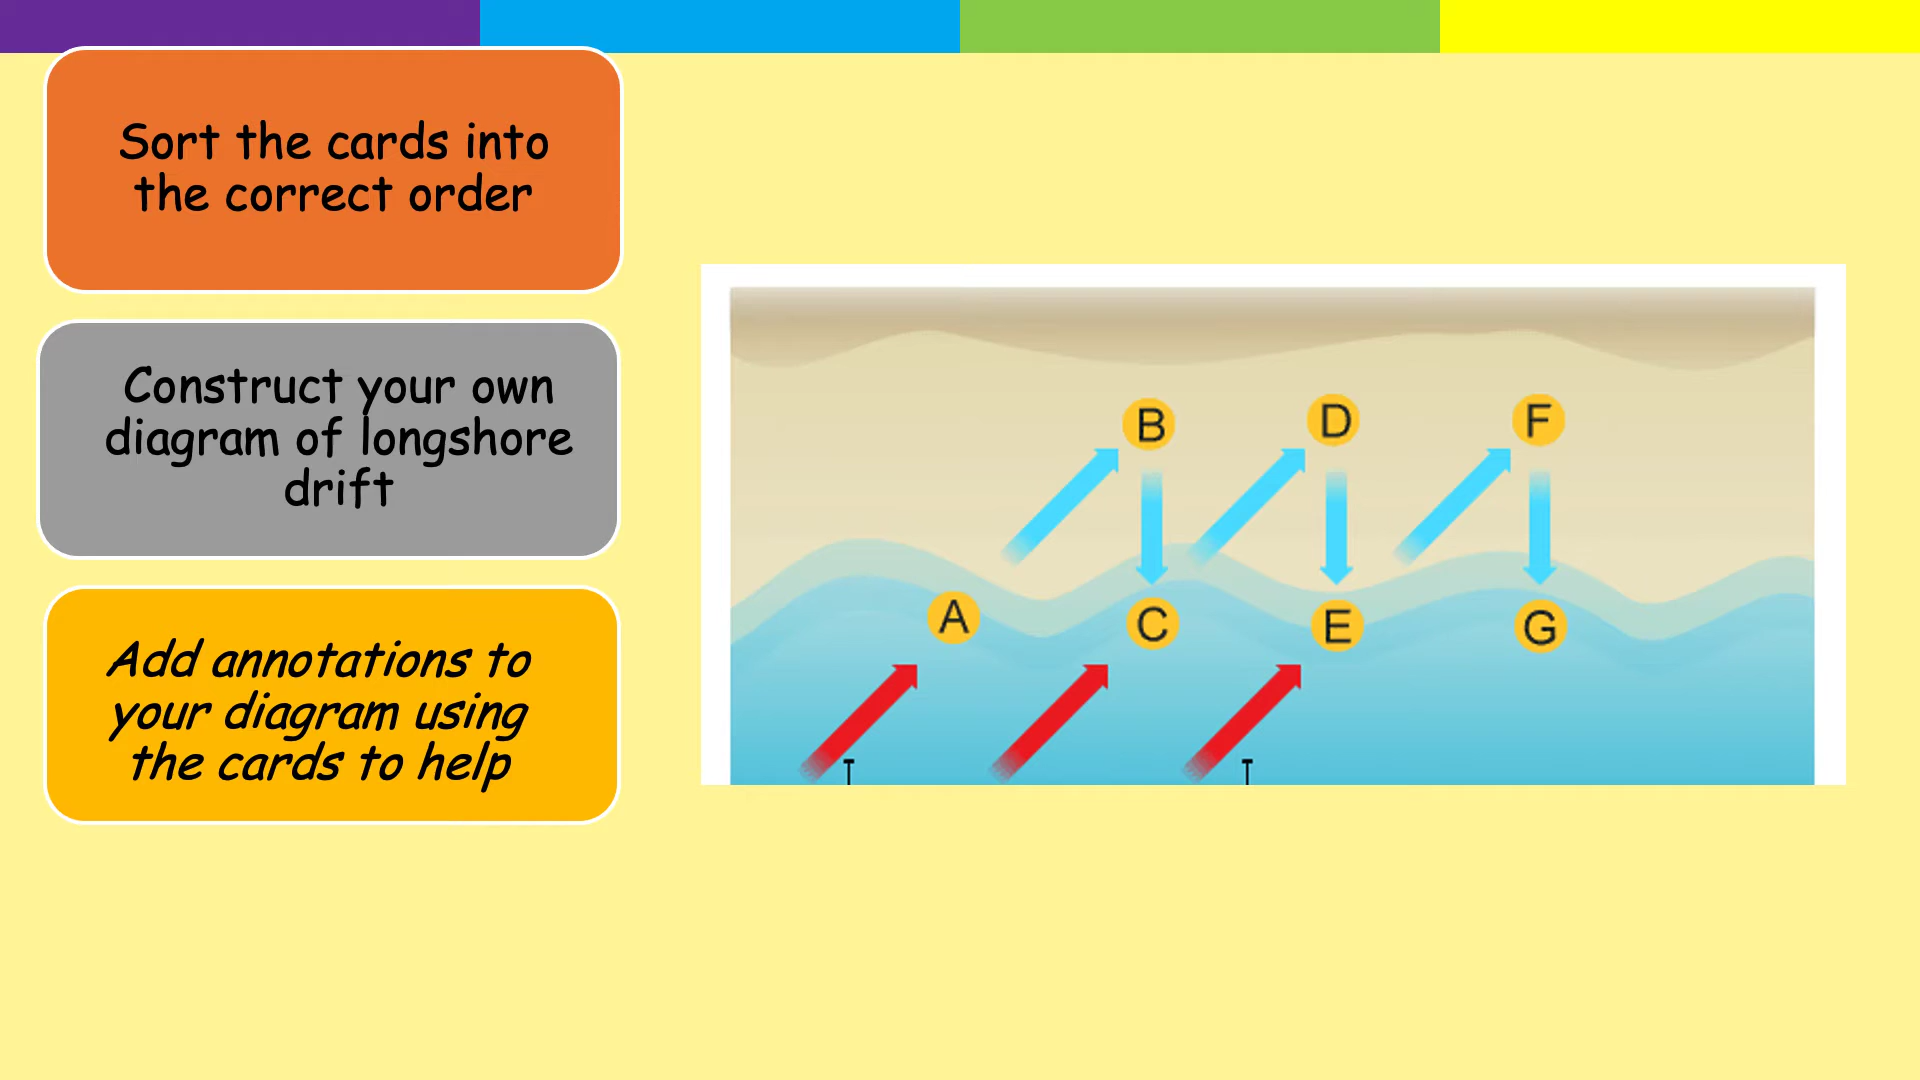 Sort the cards into
the correct order
Construct your own
diagram of longshore
drift
Add annotations to
your diagram using
the cards to help
B D F
A C E G